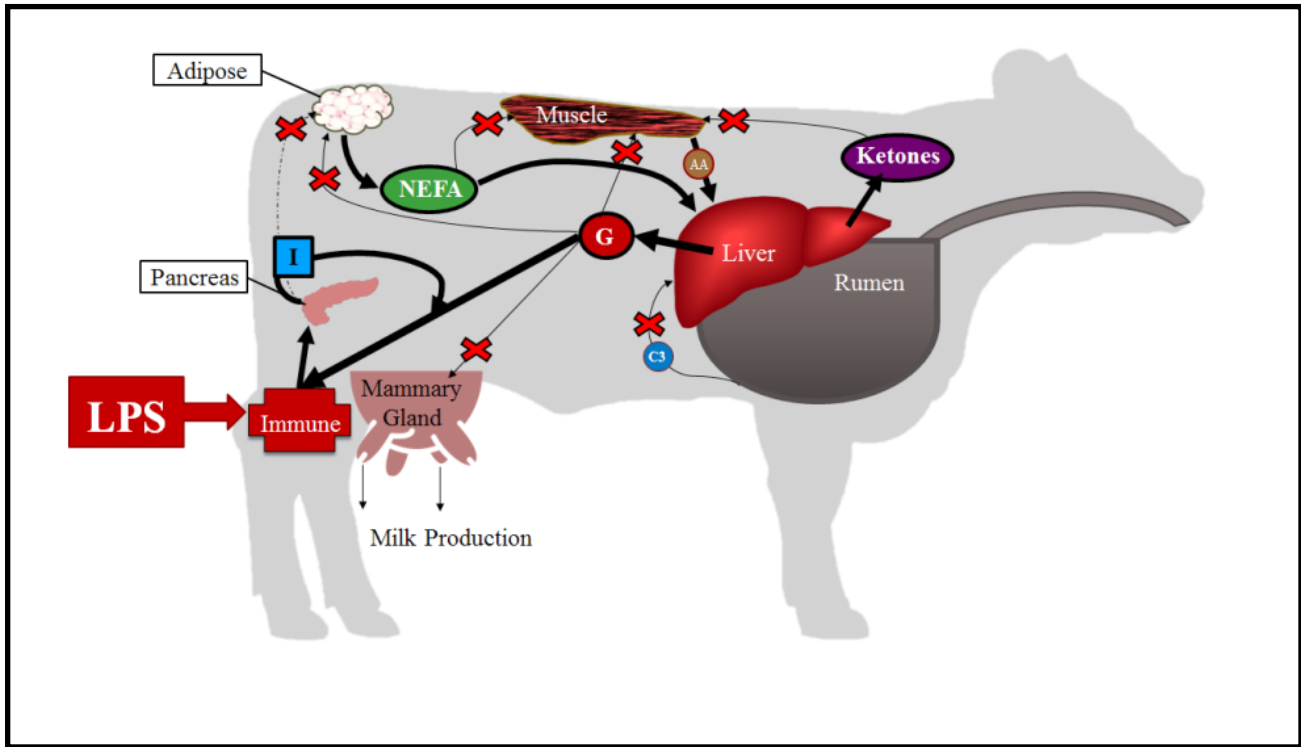 Adipose
Muscle
AA
Ketones
NEFA
G
Liver
I
Pancreas
Rumen
C3
LPS
Immune
Mammary
Gland
Milk Production